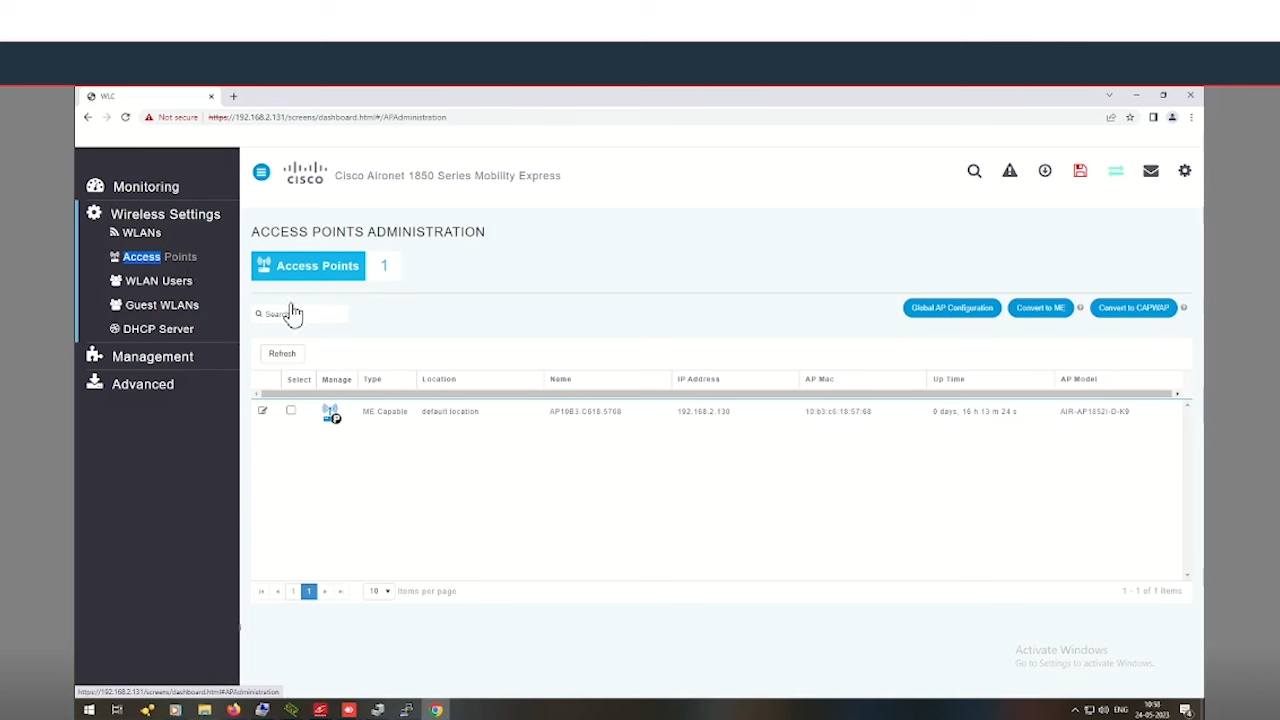 WLC
Not secure
https://192.168.2.131/screens/dashboard.html#/APAdministration
Monitoring
Wireless Settings
WLANs
Access Points
WLAN Users
Guest WLANs
DHCP Server
Management
Advanced
CISCO
Cisco Aironet 1850 Series Mobility Express
ACCESS POINTS ADMINISTRATION
Access Points 1
Search
Global AP Configuration
Convert to ME
Convert to CAPWAP
Refresh
Select Manage Type Location Name IP Address AP Mac Up Time AP Model
ME Capable default location AP10B3.C618.5768 192.168.2.130 10:b3:c6:18:57:68 0 days, 16 h 13 m 24 s AIR-AP1852I-D-K9
1 1 10 items per page 1 - 1 of 1 items
Activate Windows
Go to Settings to activate Windows.
https://192.168.2.131/screens/dashboard.html#APAdministration
ENG
10:58
24-05-2023